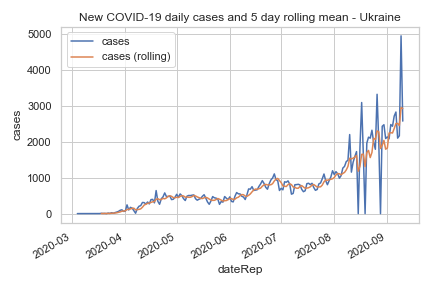 New COVID-19 daily cases and 5 day rolling mean - Ukraine
cases
cases (rolling)
5000
4000
3000
2000
1000
0
cases
2020-03
2020-04
2020-05
2020-06
2020-07
2020-08
2020-09
dateRep